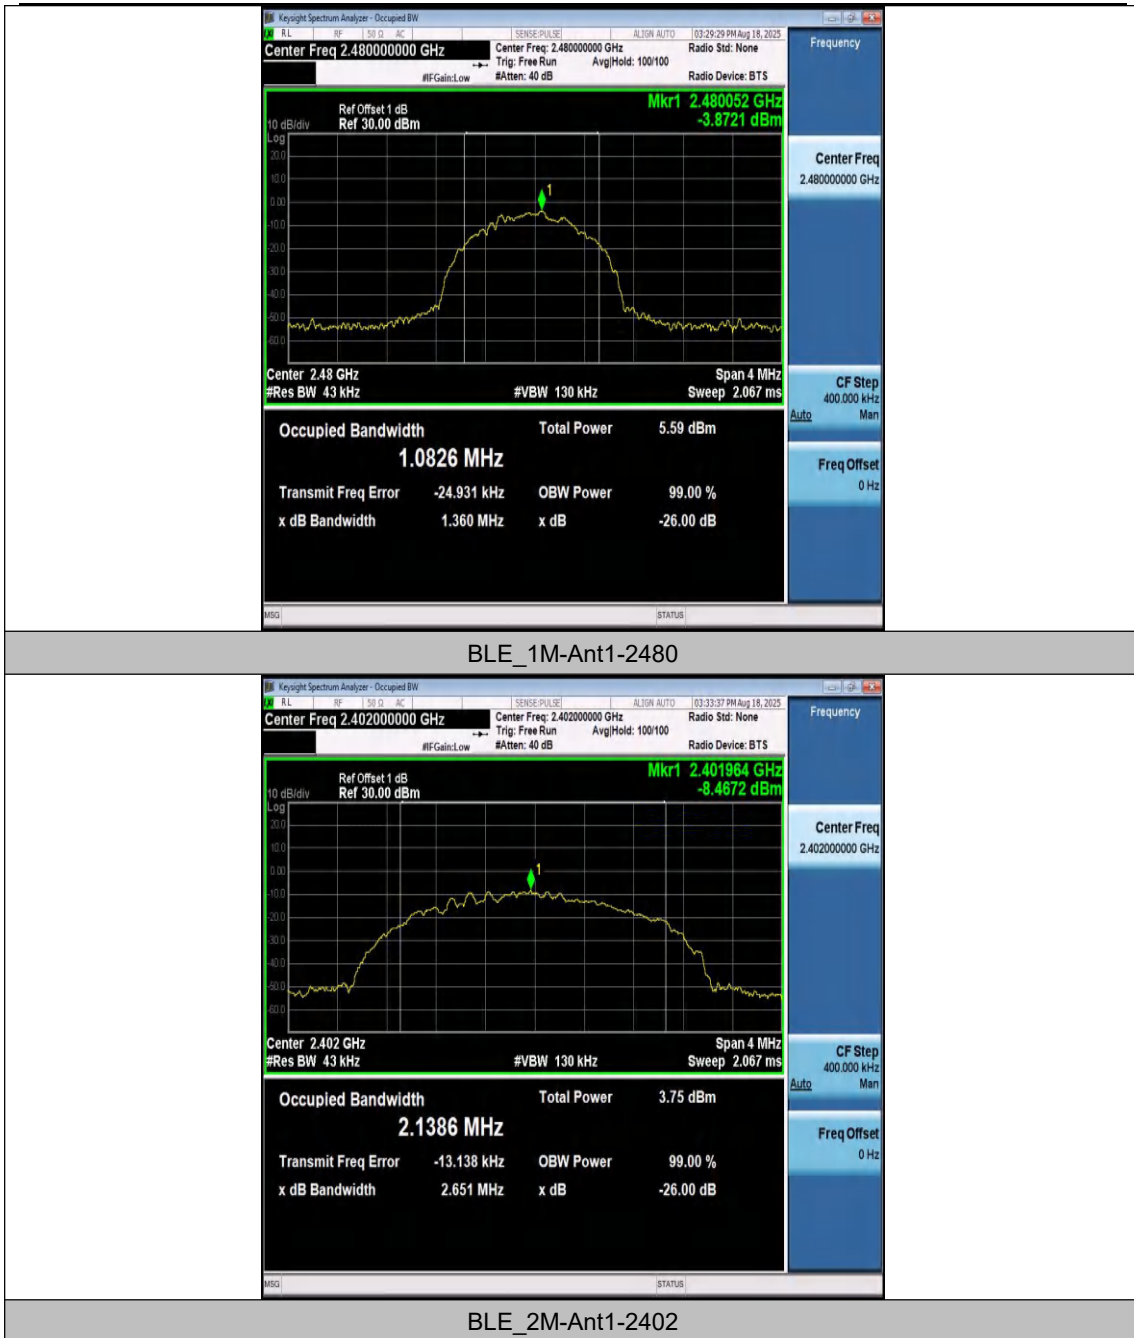 Keysight Spectrum Analyzer - Occupied BW
RL RF 50 Ω AC SENSE:PULSE ALIGN AUTO 03:29:29 PM Aug 18, 2025
Center Freq 2.480000000 GHz
Center Freq: 2.480000000 GHz Radio Std: None
Trig: Free Run Avg|Hold: 100/100
#IFGain:Low #Atten: 40 dB Radio Device: BTS
Frequency
Mkr1 2.480052 GHz
-3.8721 dBm
Ref Offset 1 dB
10 dB/div Ref 30.00 dBm
Log
20.0
10.0
0.00
-10.0
-20.0
-30.0
-40.0
-50.0
-60.0
1
Center Freq
2.480000000 GHz
Center 2.48 GHz Span 4 MHz
#Res BW 43 kHz #VBW 130 kHz Sweep 2.067 ms
CF Step
400.000 kHz
Auto Man
Occupied Bandwidth Total Power 5.59 dBm
1.0826 MHz
Transmit Freq Error -24.931 kHz OBW Power 99.00 %
x dB Bandwidth 1.360 MHz x dB -26.00 dB
Freq Offset
0 Hz
MSG STATUS
BLE_1M-Ant1-2480
Keysight Spectrum Analyzer - Occupied BW
RL RF 50 Ω AC SENSE:PULSE ALIGN AUTO 03:33:37 PM Aug 18, 2025
Center Freq 2.402000000 GHz
Center Freq: 2.402000000 GHz Radio Std: None
Trig: Free Run Avg|Hold: 100/100
#IFGain:Low #Atten: 40 dB Radio Device: BTS
Frequency
Mkr1 2.401964 GHz
-8.4672 dBm
Ref Offset 1 dB
10 dB/div Ref 30.00 dBm
Log
20.0
10.0
0.00
-10.0
-20.0
-30.0
-40.0
-50.0
-60.0
1
Center Freq
2.402000000 GHz
Center 2.402 GHz Span 4 MHz
#Res BW 43 kHz #VBW 130 kHz Sweep 2.067 ms
CF Step
400.000 kHz
Auto Man
Occupied Bandwidth Total Power 3.75 dBm
2.1386 MHz
Transmit Freq Error -13.138 kHz OBW Power 99.00 %
x dB Bandwidth 2.651 MHz x dB -26.00 dB
Freq Offset
0 Hz
MSG STATUS
BLE_2M-Ant1-2402